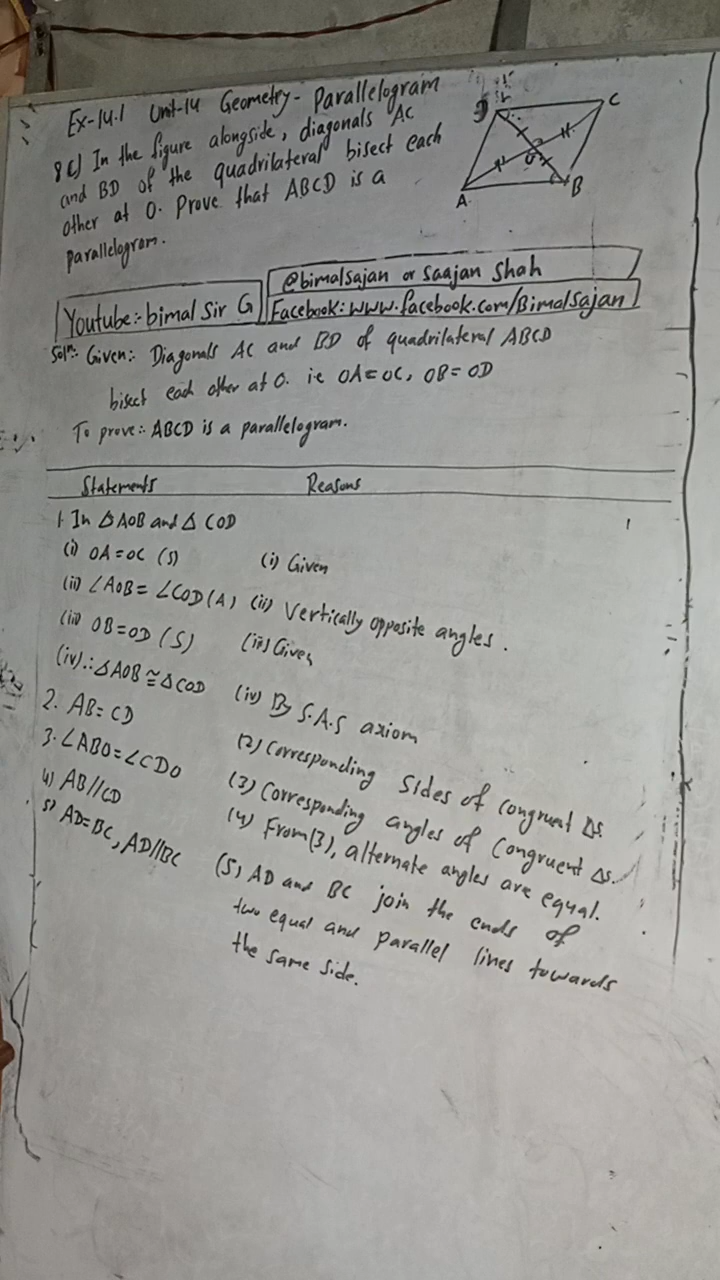 Ex-14.1 Unit-14 Geometry- Parallelogram
8 c) In the figure alongside, diagonals AC
and BD of the quadrilateral bisect each
other at O. Prove that ABCD is a
parallelogram.
D
C
O
A
B
@bimalsajan or Saajan Shah
Youtube:- bimal Sir G
Facebook: www.facebook.com/Bimalsajan
Solⁿ:- Given:- Diagonals AC and BD of quadrilateral ABCD
bisect each other at O. i.e OA=OC, OB=OD
To prove:- ABCD is a parallelogram.
Statements Reasons
1. In △AOB and △ COD
(i) OA=OC (S) (i) Given
(ii) ∠AOB= ∠COD(A) (ii) Vertically opposite angles.
(iii) OB=OD (S) (iii) Given
(iv) ∴ △AOB ≅ △COD (iv) By S.A.S axiom
2. AB=CD (2) Corresponding Sides of congruent △s
3. ∠ABO=∠CDO (3) Corresponding angles of Congruent △s.
4) AB//CD (4) From(3), alternate angles are equal.
5) AD=BC, AD//BC (5) AD and BC join the ends of
two equal and parallel lines towards
the same side.